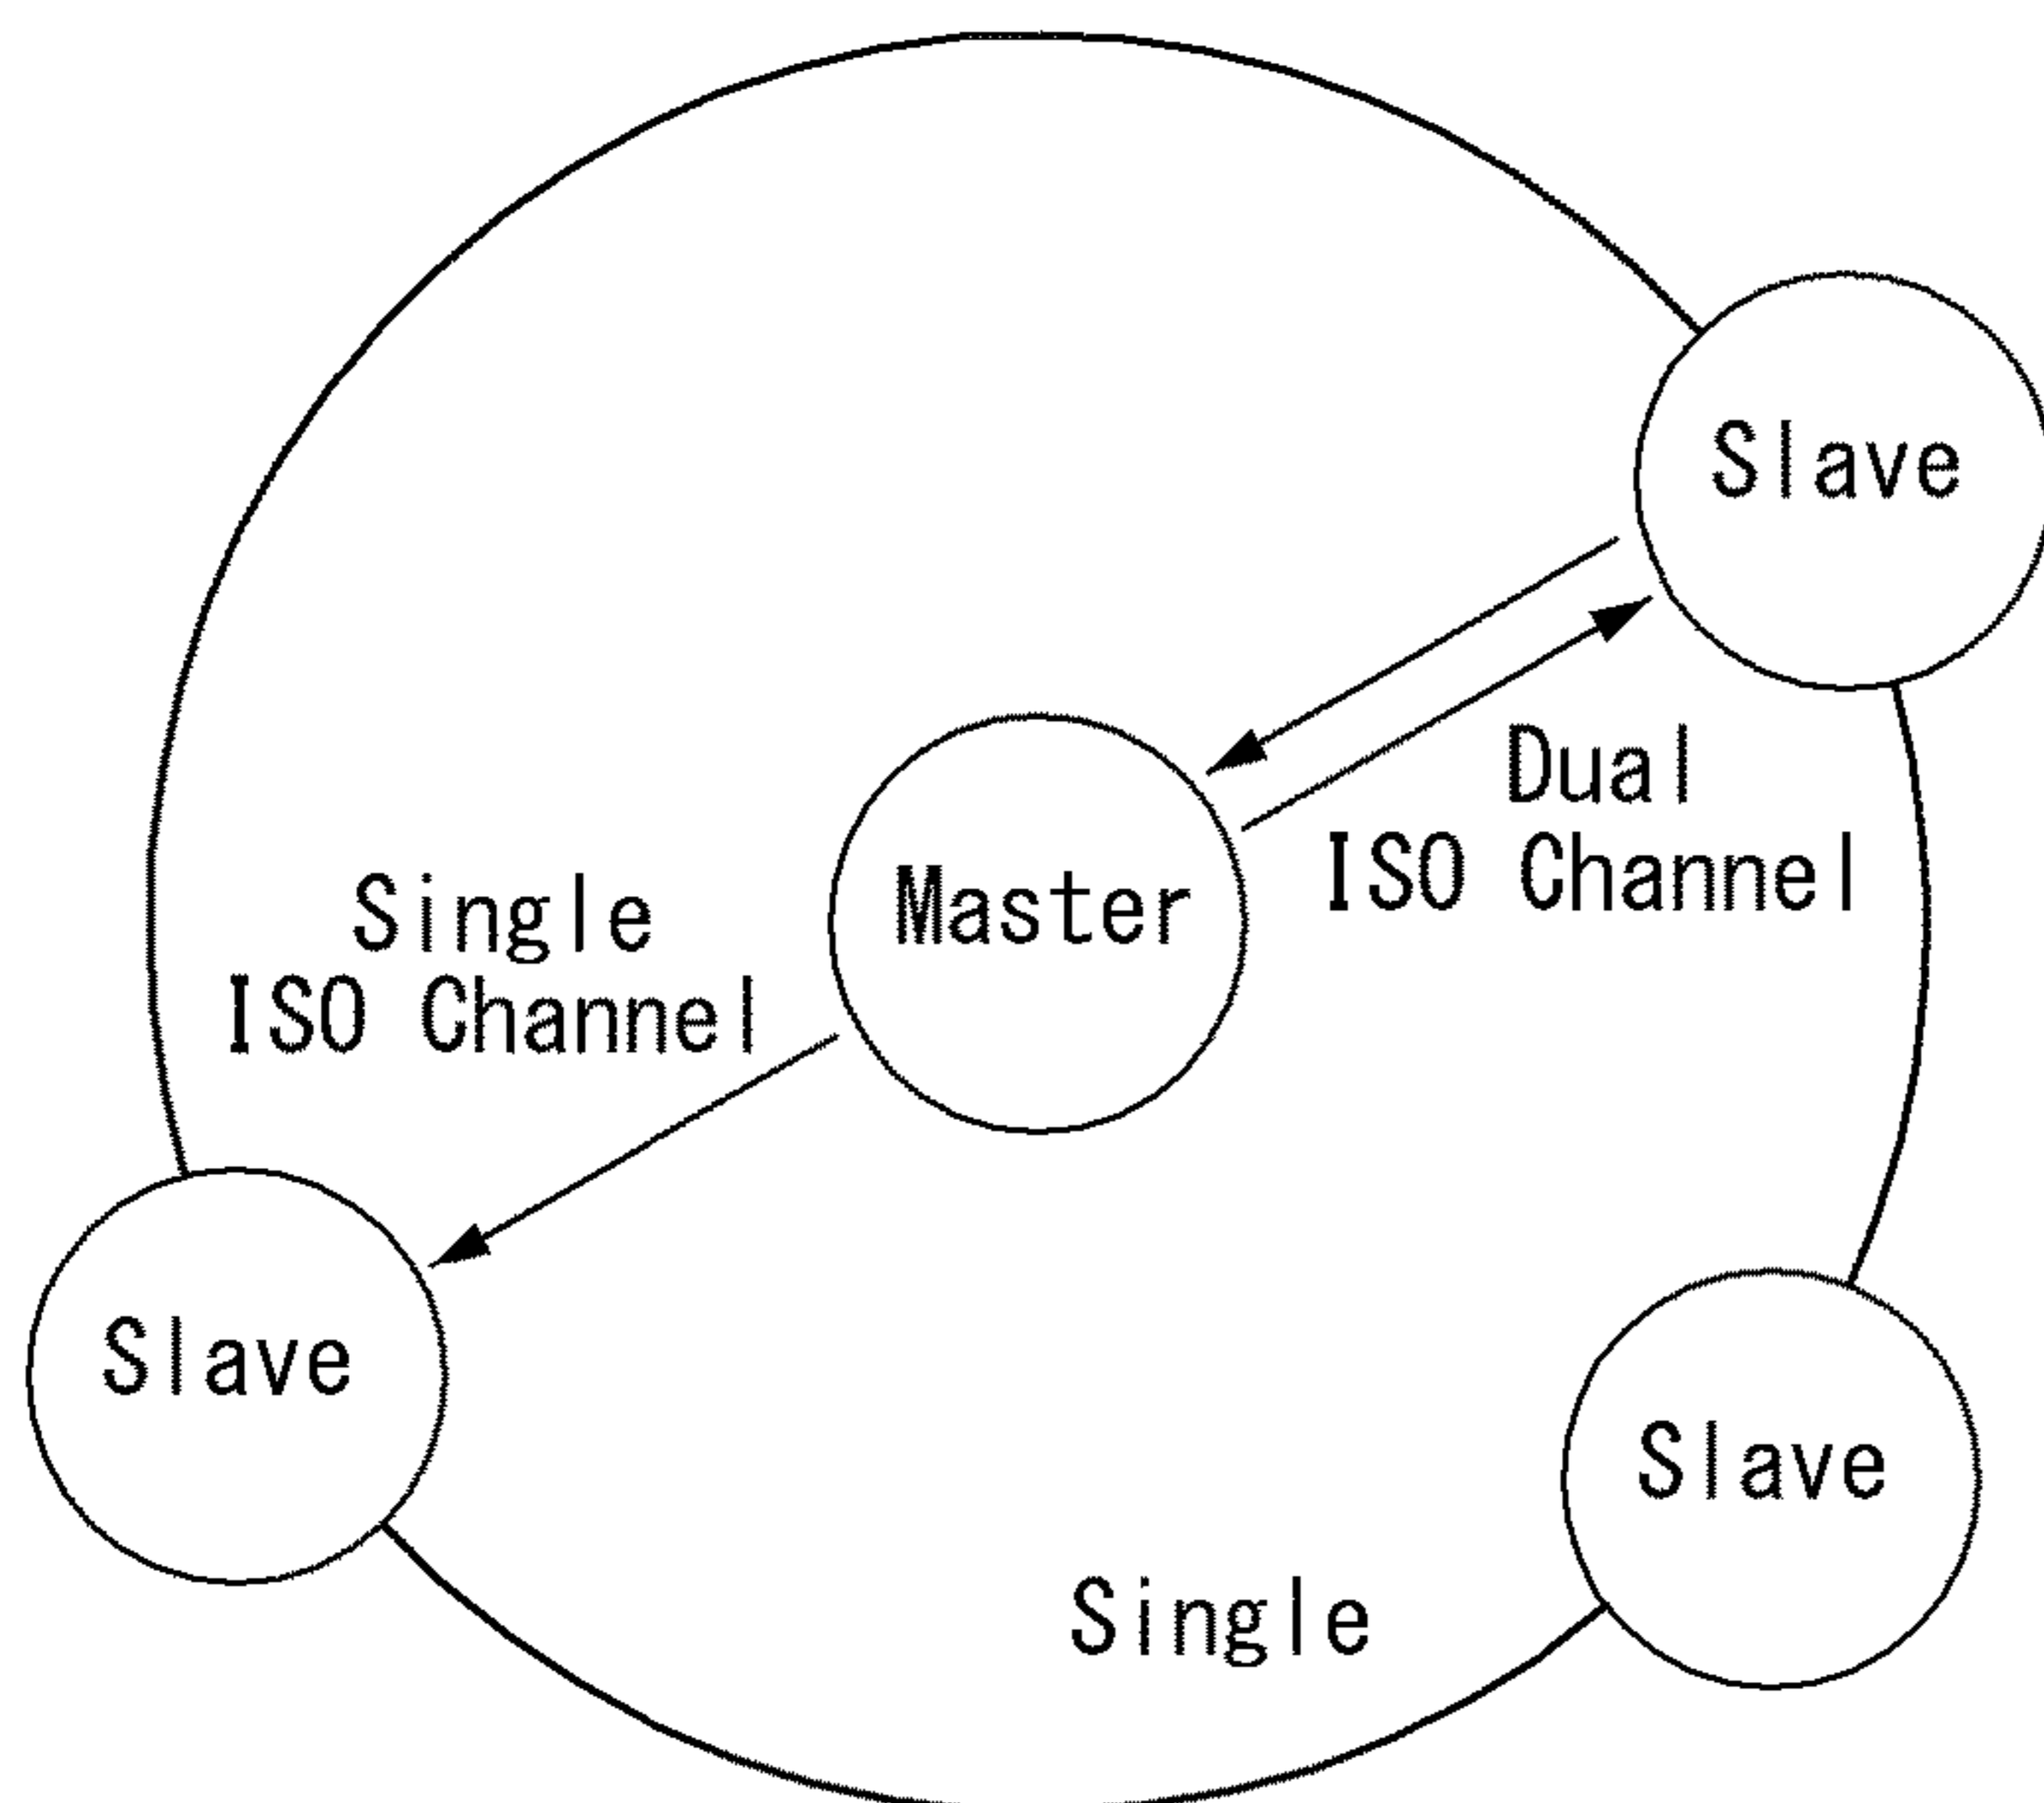 Slave
Dual
ISO Channel
Master
Single
ISO Channel
Slave
Slave
Single